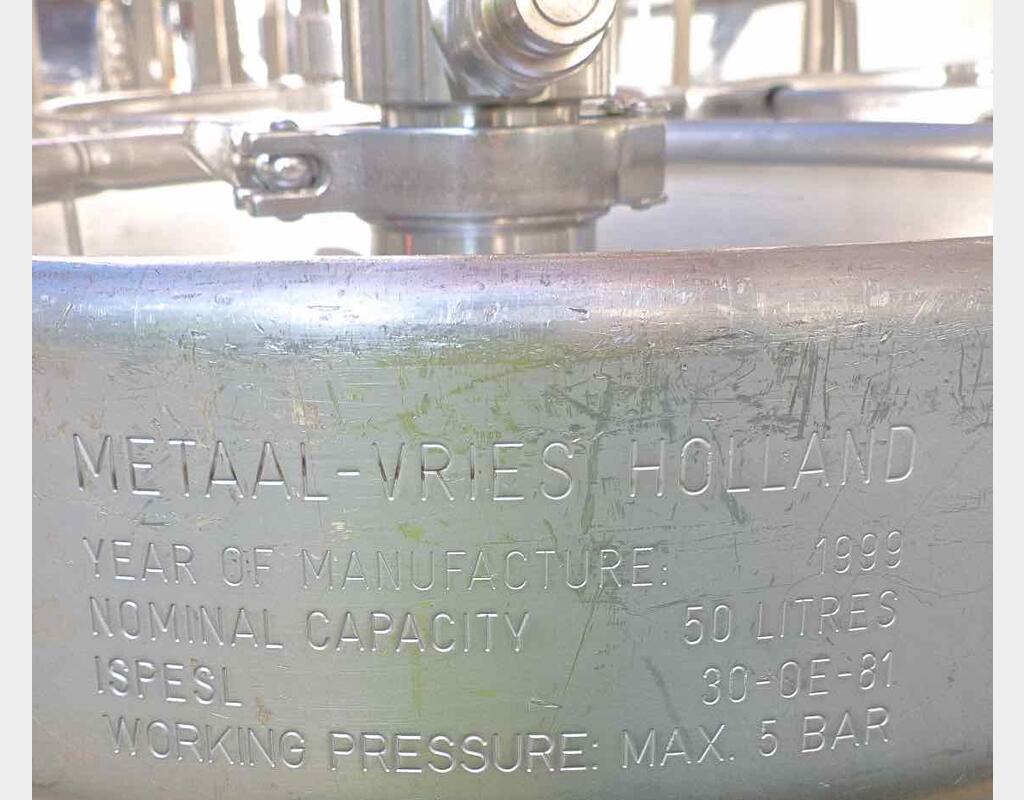 METAAL-VRIES HOLLAND
YEAR OF MANUFACTURE: 1999
NOMINAL CAPACITY 50 LITRES
ISPESL 30-OE-81
WORKING PRESSURE: MAX. 5 BAR